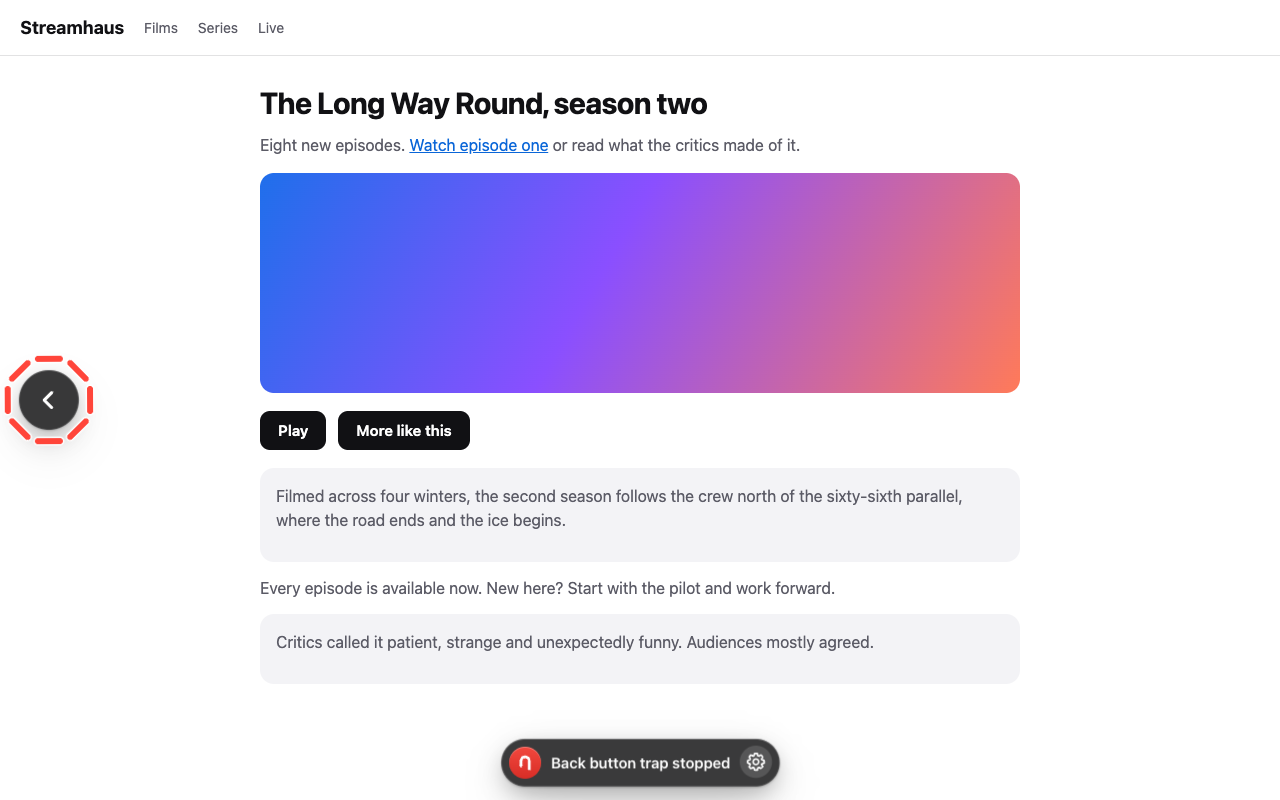 Streamhaus Films Series Live
The Long Way Round, season two
Eight new episodes. Watch episode one or read what the critics made of it.
Play More like this
Filmed across four winters, the second season follows the crew north of the sixty-sixth parallel,
where the road ends and the ice begins.
Every episode is available now. New here? Start with the pilot and work forward.
Critics called it patient, strange and unexpectedly funny. Audiences mostly agreed.
Back button trap stopped